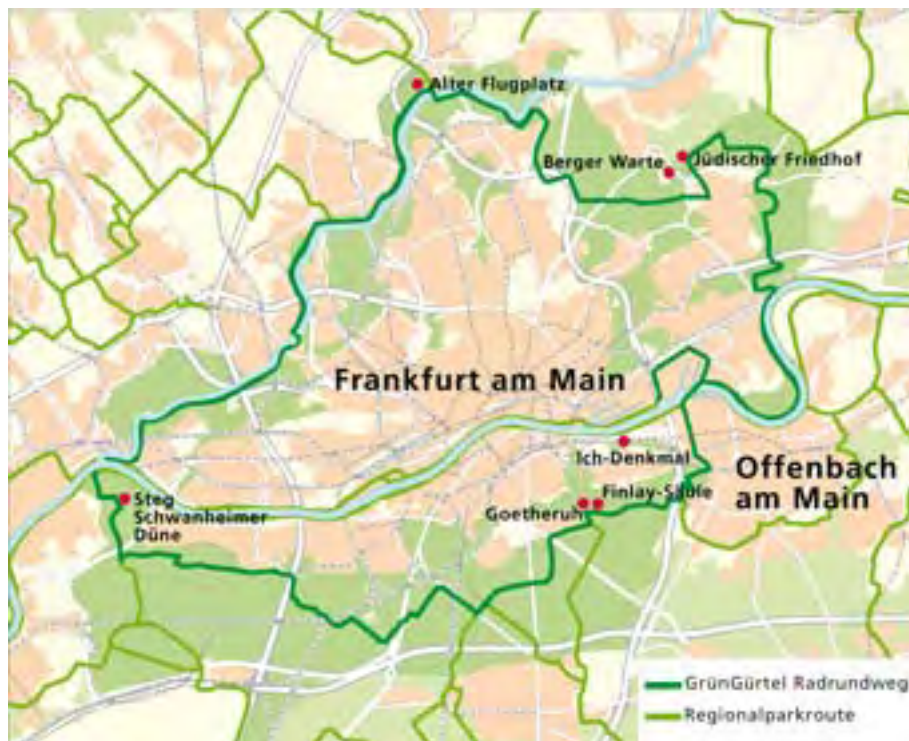 Alter Flugplatz
Berger Warte
Jüdischer Friedhof
Frankfurt am Main
Ich-Denkmal
Offenbach
am Main
Steg
Schwanheimer
Düne
Goetheruh
Finlay-Säule
GrünGürtel Radrundweg
Regionalparkroute